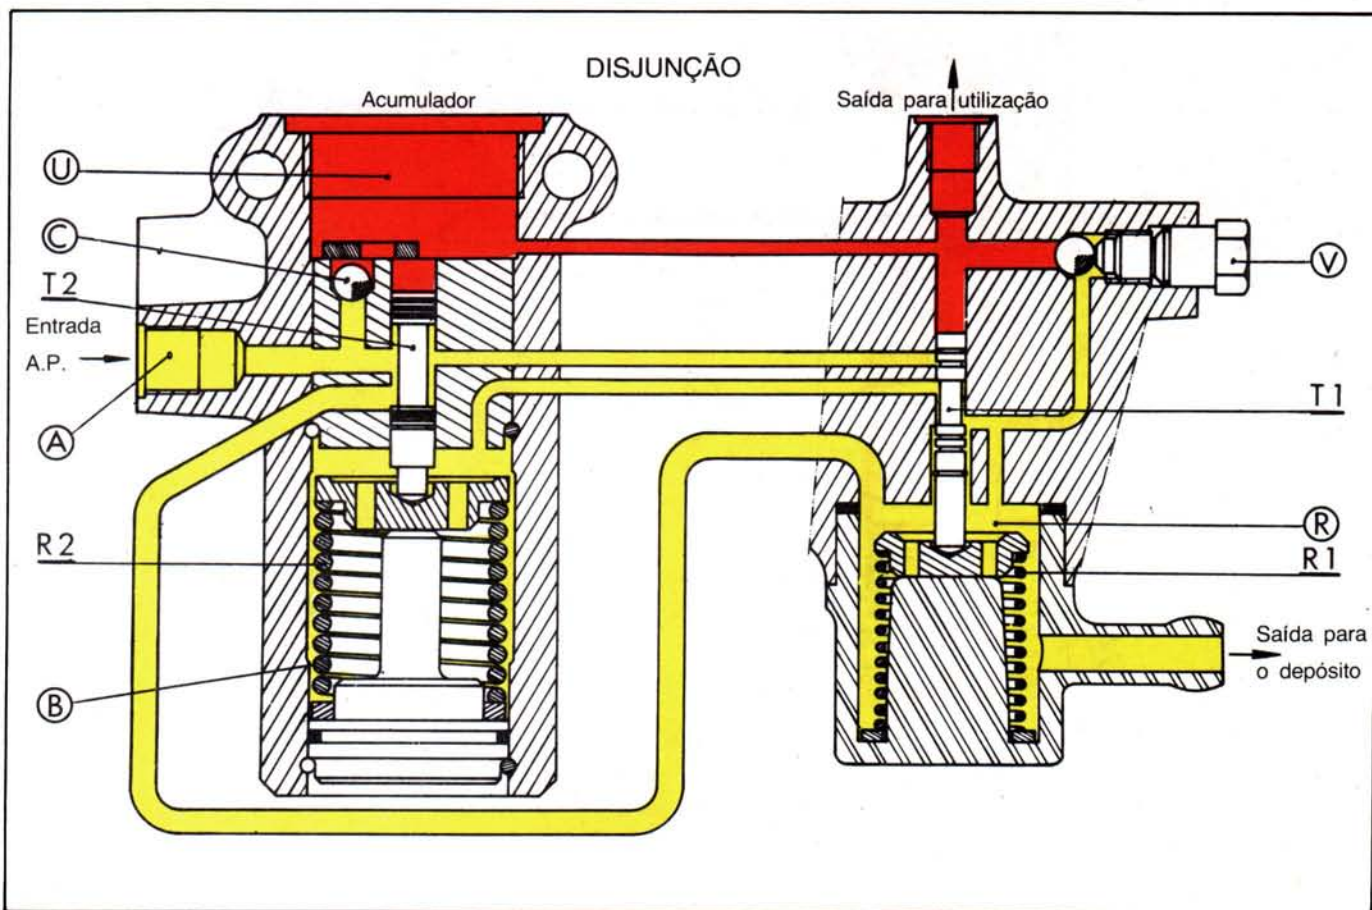 DISJUNÇÃO
Acumulador
Saída para utilização
U
C
T2
Entrada
A.P.
A
V
T1
R
R2
R1
Saída para
o depósito
B